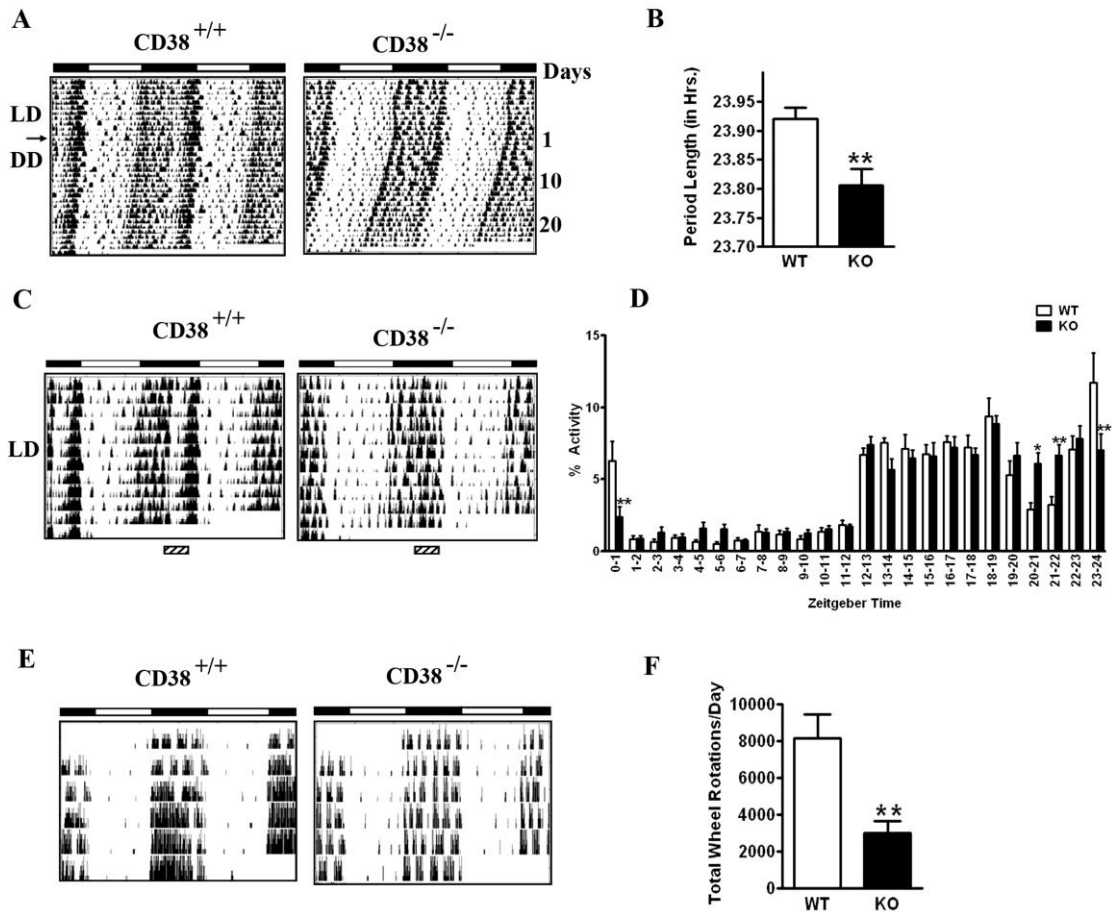 A
CD38 +/+
CD38 -/-
Days
LD
DD
1
10
20
B
Period Length (in Hrs.)
23.95
23.90
23.85
23.80
23.75
23.70
**
WT
KO
C
CD38 +/+
CD38 -/-
LD
D
WT
KO
% Activity
15
10
5
0
**
*
**
**
0-1
1-2
2-3
3-4
4-5
5-6
6-7
7-8
8-9
9-10
10-11
11-12
12-13
13-14
14-15
15-16
16-17
17-18
18-19
19-20
20-21
21-22
22-23
23-24
Zeitgeber Time
E
CD38 +/+
CD38 -/-
F
Total Wheel Rotations/Day
10000
8000
6000
4000
2000
0
**
WT
KO